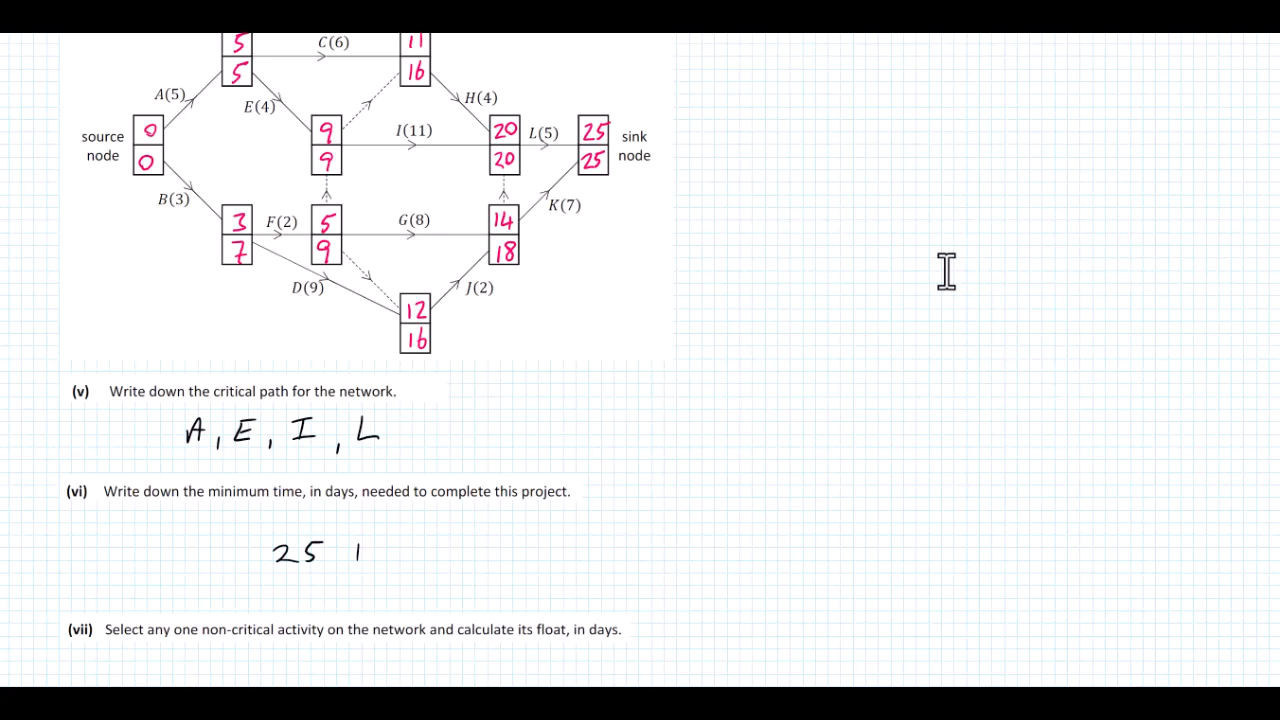 5 C(6) 11
5 16
A(5) E(4) H(4)
source node 0 9 I(11) 20 L(5) 25 sink node
0 9 20 25
B(3) K(7)
3 F(2) 5 G(8) 14
7 9 18
D(9) J(2)
12
16
(v) Write down the critical path for the network.
A, E, I, L
(vi) Write down the minimum time, in days, needed to complete this project.
25
(vii) Select any one non-critical activity on the network and calculate its float, in days.